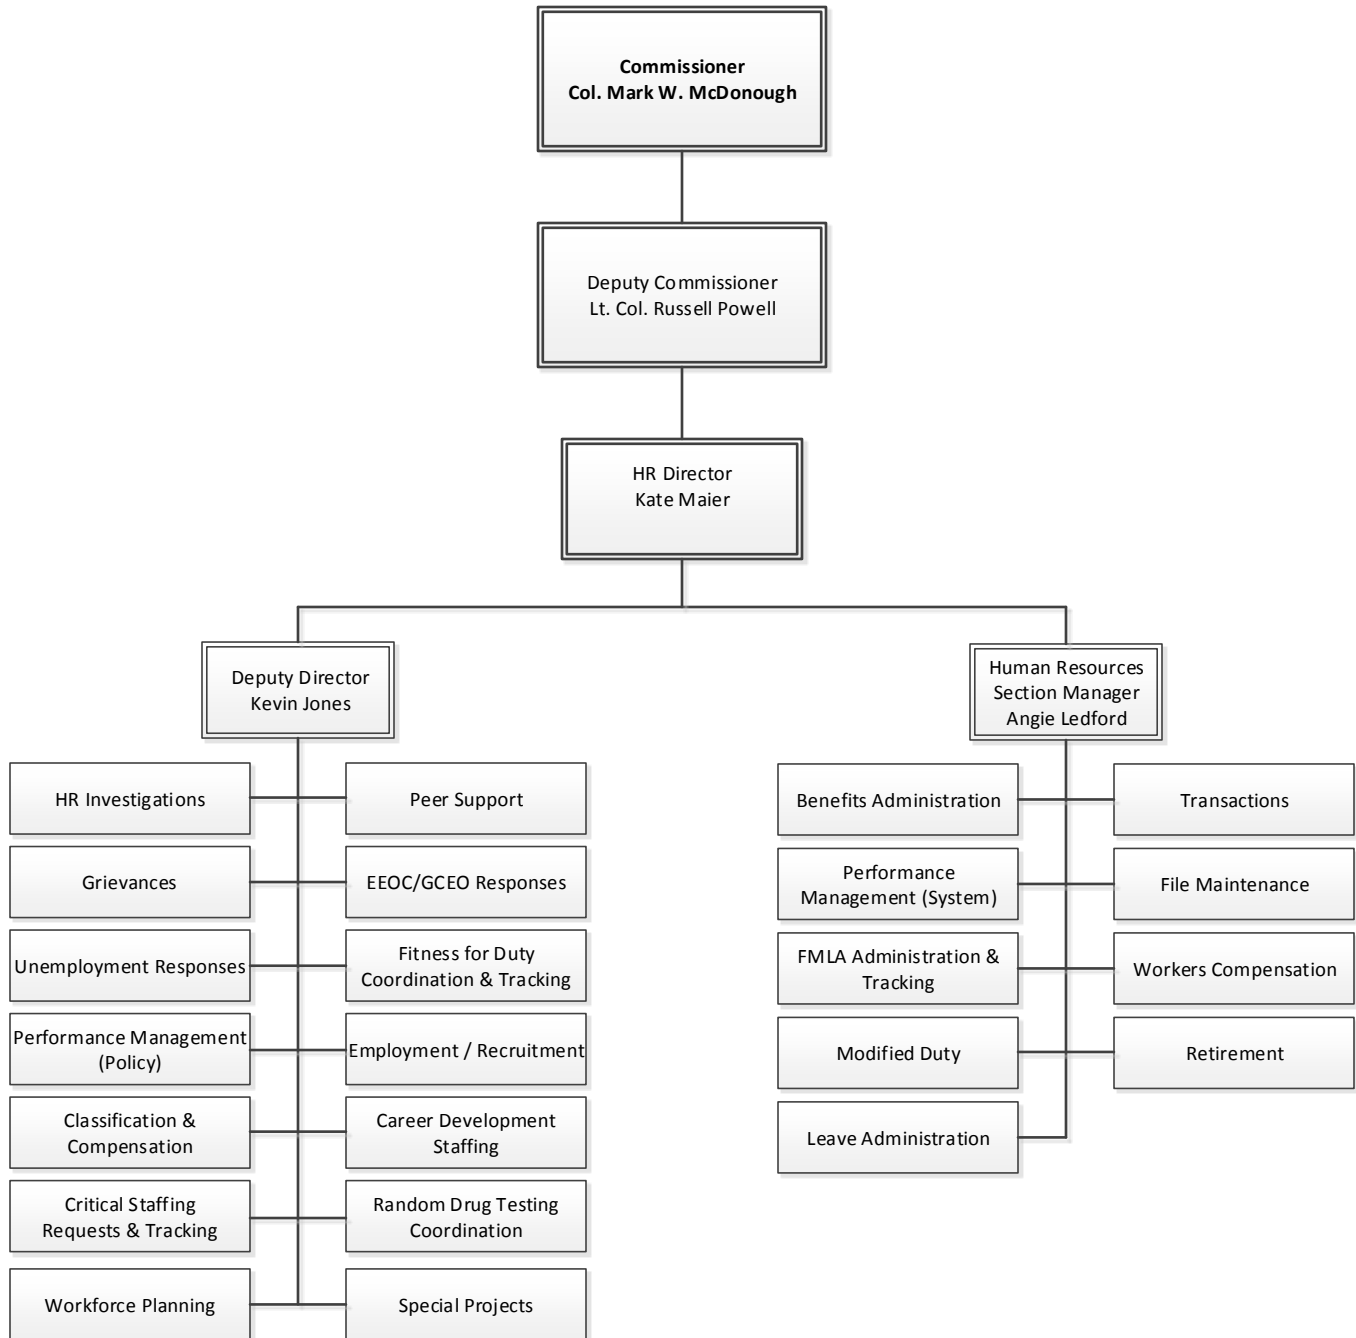 Commissioner
Col. Mark W. McDonough
Deputy Commissioner
Lt. Col. Russell Powell
HR Director
Kate Maier
Deputy Director
Kevin Jones
Human Resources
Section Manager
Angie Ledford
HR Investigations
Peer Support
Grievances
EEOC/GCEO Responses
Unemployment Responses
Fitness for Duty
Coordination & Tracking
Performance Management
(Policy)
Employment / Recruitment
Classification &
Compensation
Career Development
Staffing
Critical Staffing
Requests & Tracking
Random Drug Testing
Coordination
Workforce Planning
Special Projects
Benefits Administration
Transactions
Performance
Management (System)
File Maintenance
FMLA Administration &
Tracking
Workers Compensation
Modified Duty
Retirement
Leave Administration